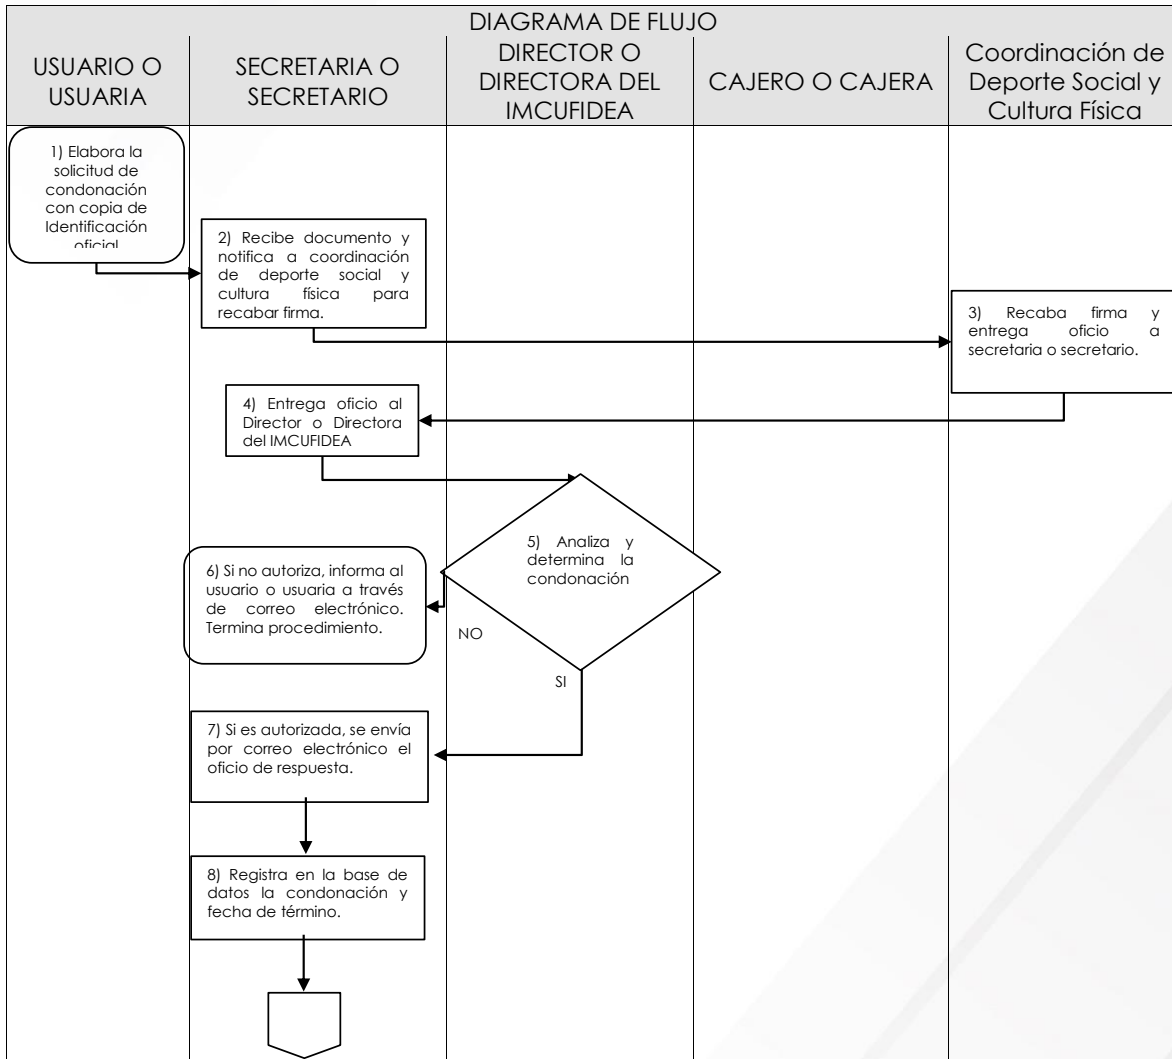 DIAGRAMA DE FLUJO
USUARIO O
USUARIA
SECRETARIA O
SECRETARIO
DIRECTOR O
DIRECTORA DEL
IMCUFIDEA
CAJERO O CAJERA
Coordinación de
Deporte Social y
Cultura Física
1) Elabora la
solicitud de
condonación
con copia de
Identificación
oficial
2) Recibe documento y
notifica a coordinación
de deporte social y
cultura física para
recabar firma.
3) Recaba firma y
entrega oficio a
secretaria o secretario.
4) Entrega oficio al
Director o Directora
del IMCUFIDEA
5) Analiza y
determina la
condonación
6) Si no autoriza, informa al
usuario o usuaria a través
de correo electrónico.
Termina procedimiento.
NO
SI
7) Si es autorizada, se envía
por correo electrónico el
oficio de respuesta.
8) Registra en la base de
datos la condonación y
fecha de término.